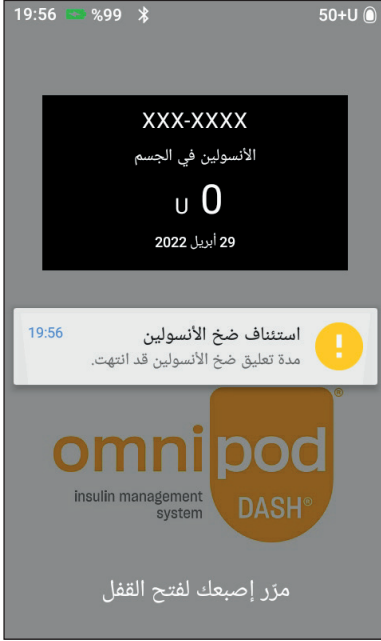 19:56 %99 50+U
XXX-XXXX
الأنسولين في الجسم
0 U
29 أبريل 2022
استئناف ضخ الأنسولين 19:56
مدة تعليق ضخ الأنسولين قد انتهت.
omnipod®
insulin management
system
DASH®
مرّر إصبعك لفتح القفل